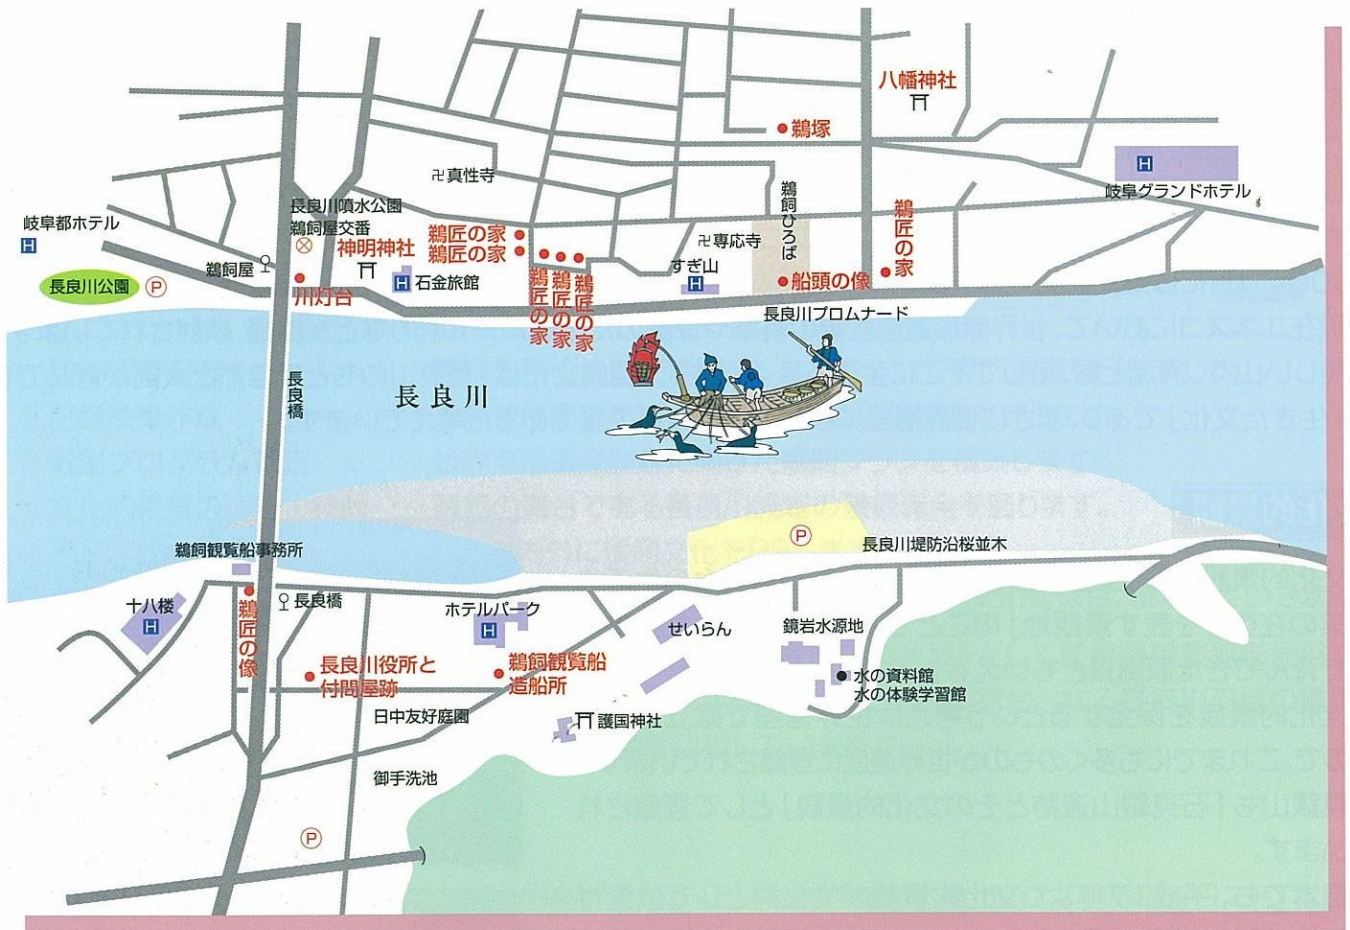 八幡神社
鵜塚
H
岐阜グランドホテル
卍真性寺
鵜飼ひろば
岐阜都ホテル
H
長良川噴水公園
鵜飼屋交番
鵜匠の家
鵜匠の家
鵜匠の家
卍専応寺
神明神社
鵜飼屋
H
石金旅館
すぎ山
H
船頭の像
長良川公園
P
川灯台
鵜匠の家
鵜匠の家
鵜匠の家
長良川プロムナード
長良橋
長良川
P
鵜飼観覧船事務所
長良川堤防沿桜並木
十八楼
H
鵜匠の像
長良橋
ホテルパーク
H
せいらん
鏡岩水源地
長良川役所と
付問屋跡
鵜飼観覧船
造船所
水の資料館
水の体験学習館
日中友好庭園
護国神社
御手洗池
P